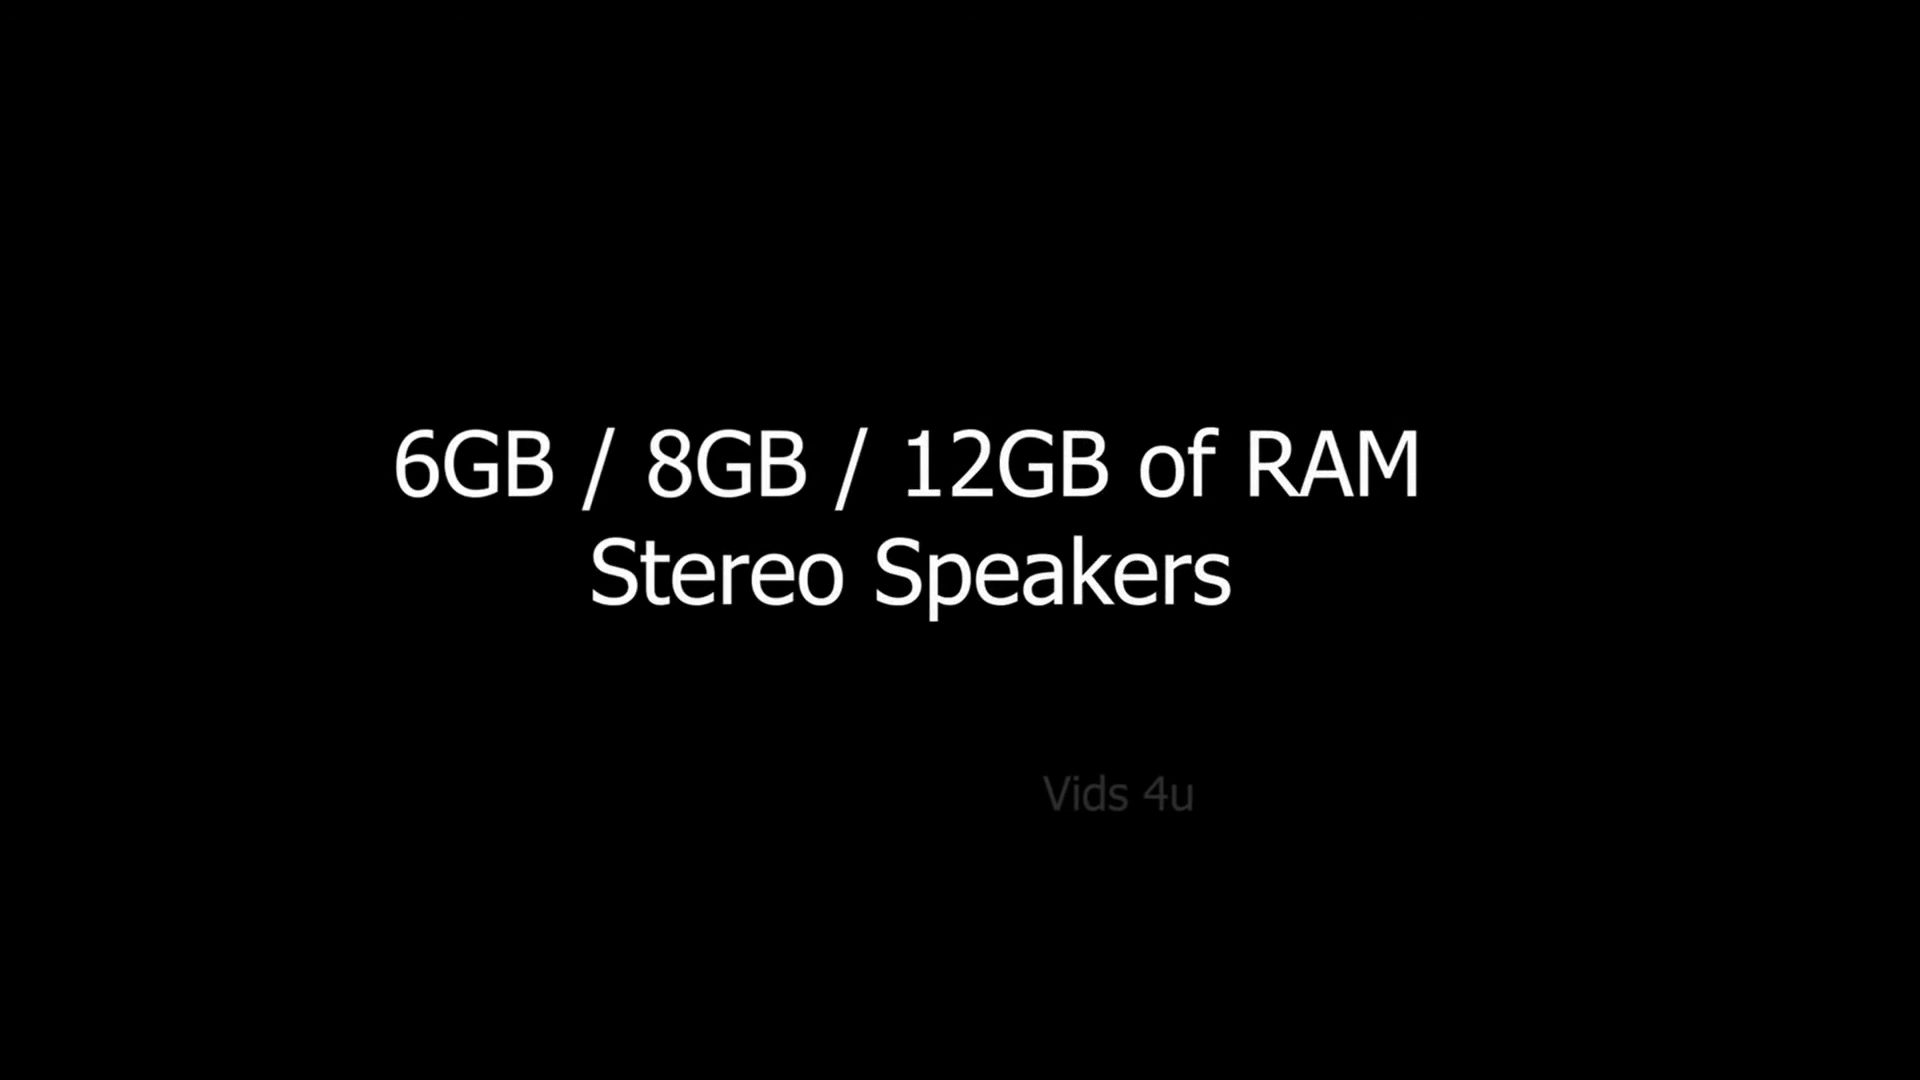 6GB / 8GB / 12GB of RAM
Stereo Speakers
Vids 4u